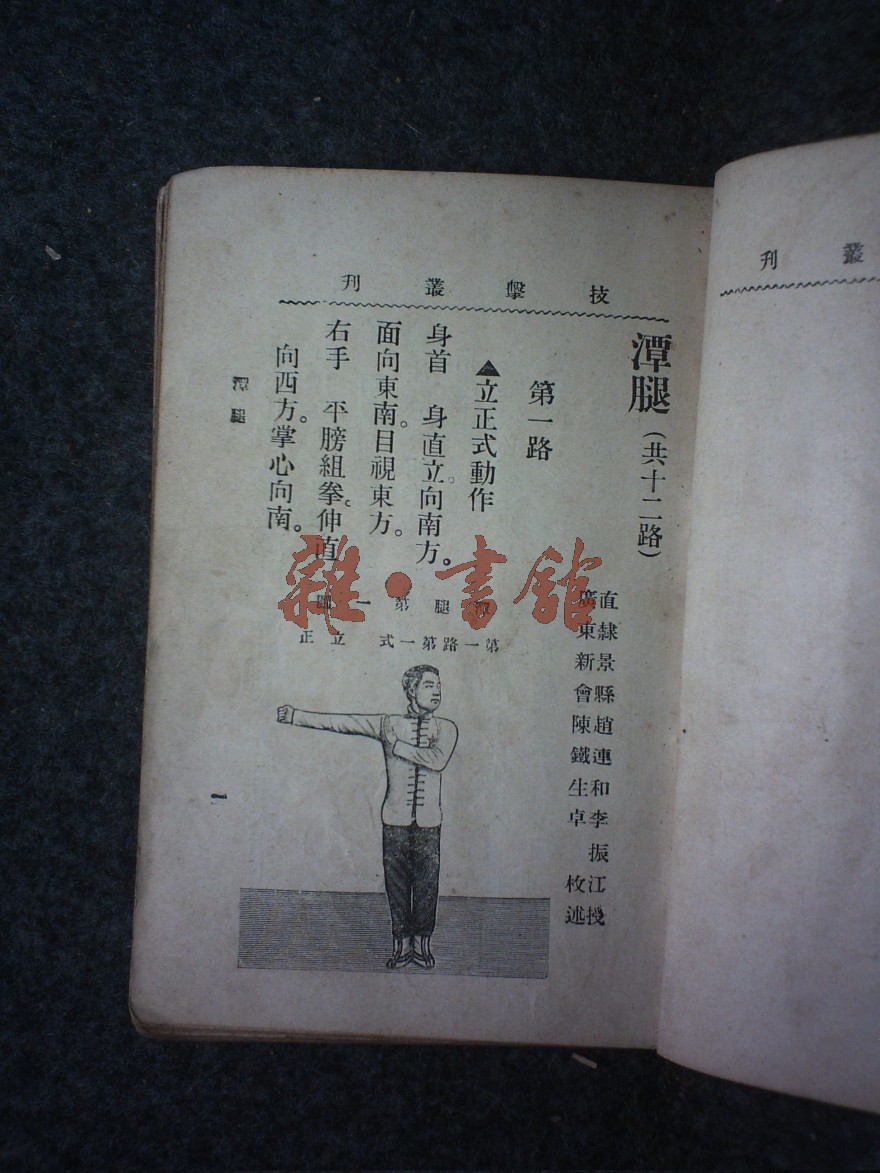 技擊叢刊
潭腿（共十二路）
直隸景縣趙連和李振江授
廣東新會陳鐵生卓枚述
第一路
▲立正式動作
身首　身直立。向南方。
面向東南。目視東方。
右手　平膀組拳。伸直
向西方。掌心向南。
潭腿第一圖
第一路第一式　立正
潭腿
一
叢刊
雜·書館